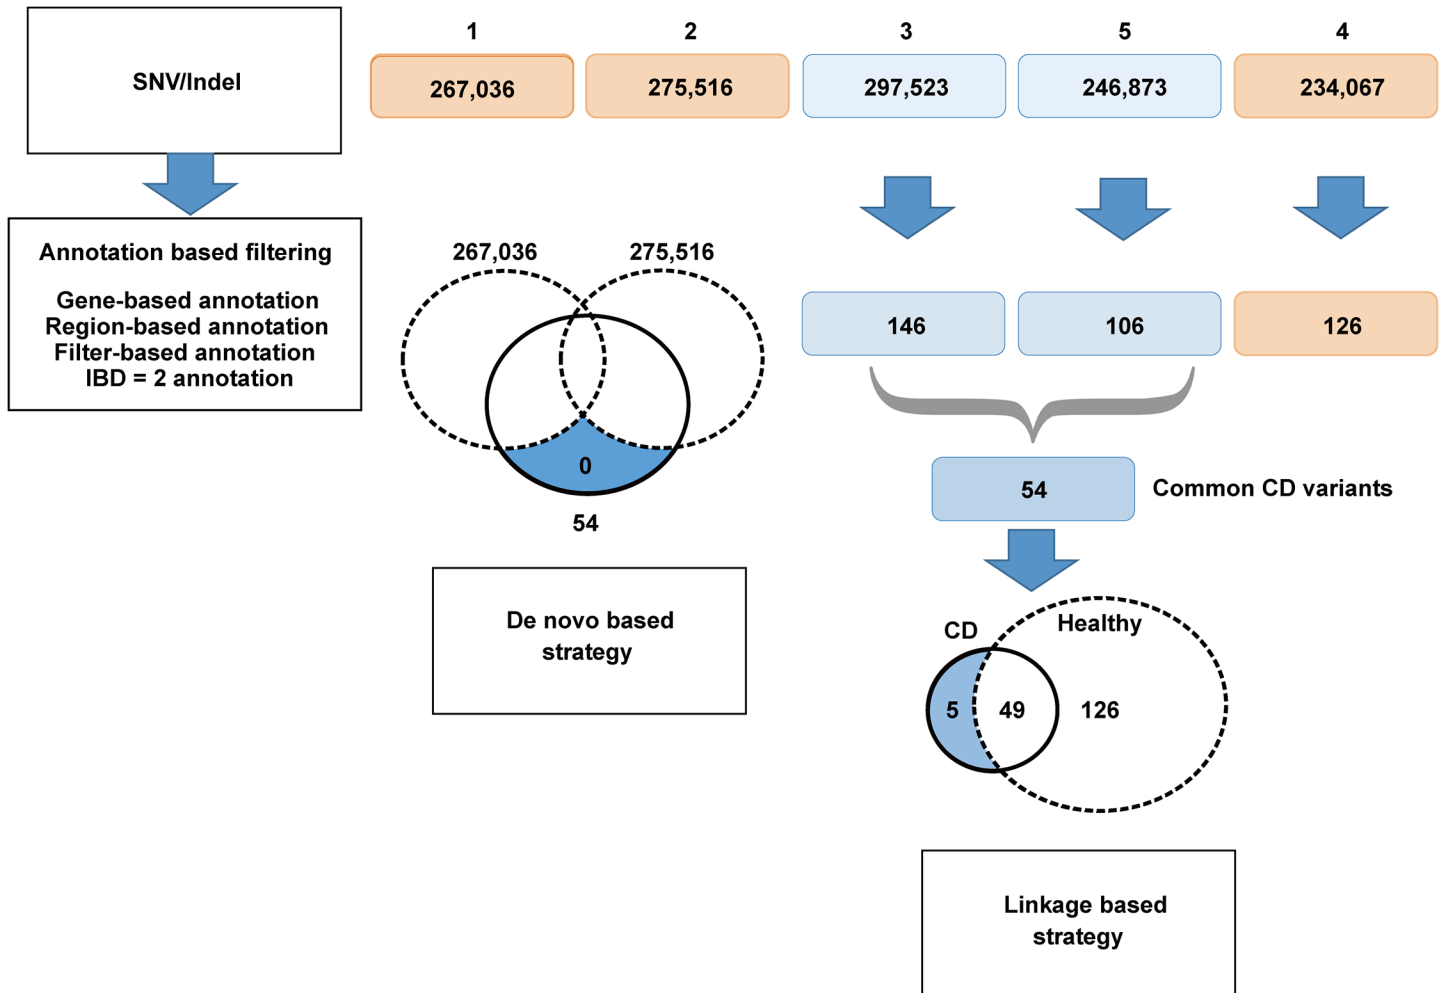 1
2
3
5
4
SNV/Indel
267,036
275,516
297,523
246,873
234,067
Annotation based filtering
Gene-based annotation
Region-based annotation
Filter-based annotation
IBD = 2 annotation
267,036
275,516
146
106
126
0
54
54
Common CD variants
De novo based
strategy
CD
Healthy
5
49
126
Linkage based
strategy